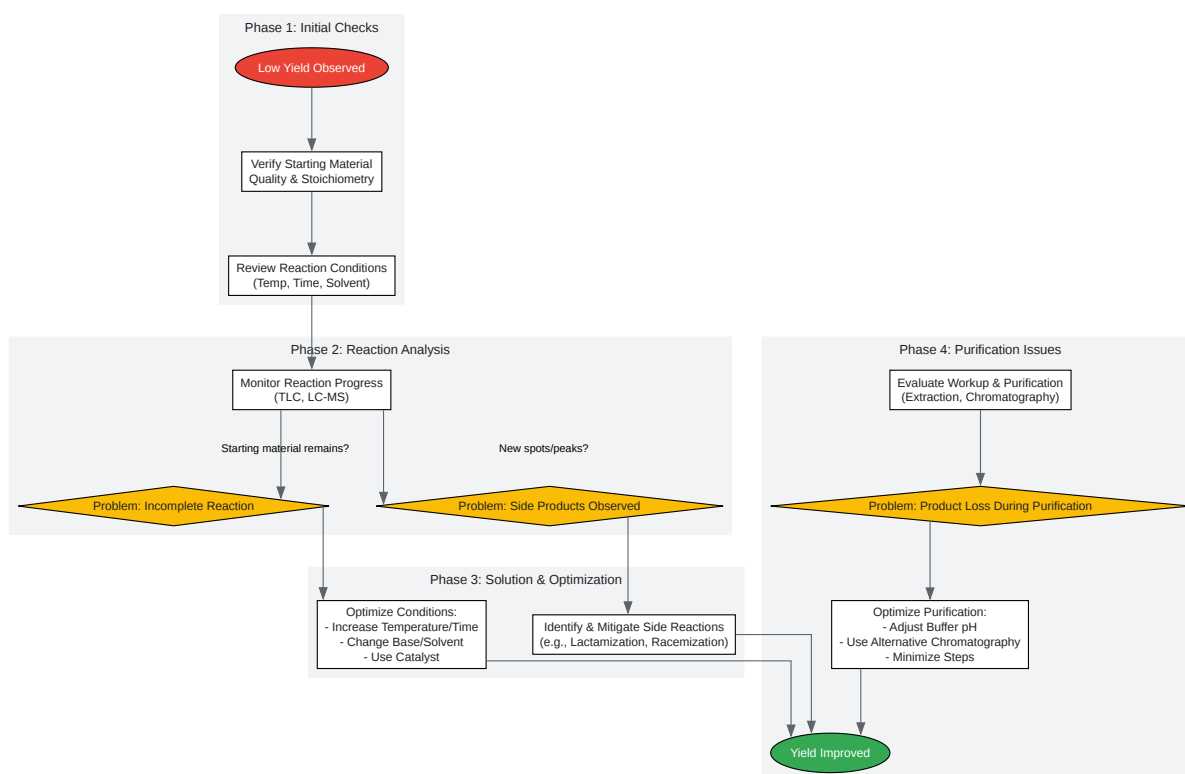 Phase 1: Initial Checks
Low Yield Observed
Verify Starting Material
Quality & Stoichiometry
Review Reaction Conditions
(Temp, Time, Solvent)
Phase 2: Reaction Analysis
Monitor Reaction Progress
(TLC, LC-MS)
Starting material remains?
New spots/peaks?
Problem: Incomplete Reaction
Problem: Side Products Observed
Phase 3: Solution & Optimization
Optimize Conditions:
- Increase Temperature/Time
- Change Base/Solvent
- Use Catalyst
Identify & Mitigate Side Reactions
(e.g., Lactamization, Racemization)
Phase 4: Purification Issues
Evaluate Workup & Purification
(Extraction, Chromatography)
Problem: Product Loss During Purification
Optimize Purification:
- Adjust Buffer pH
- Use Alternative Chromatography
- Minimize Steps
Yield Improved